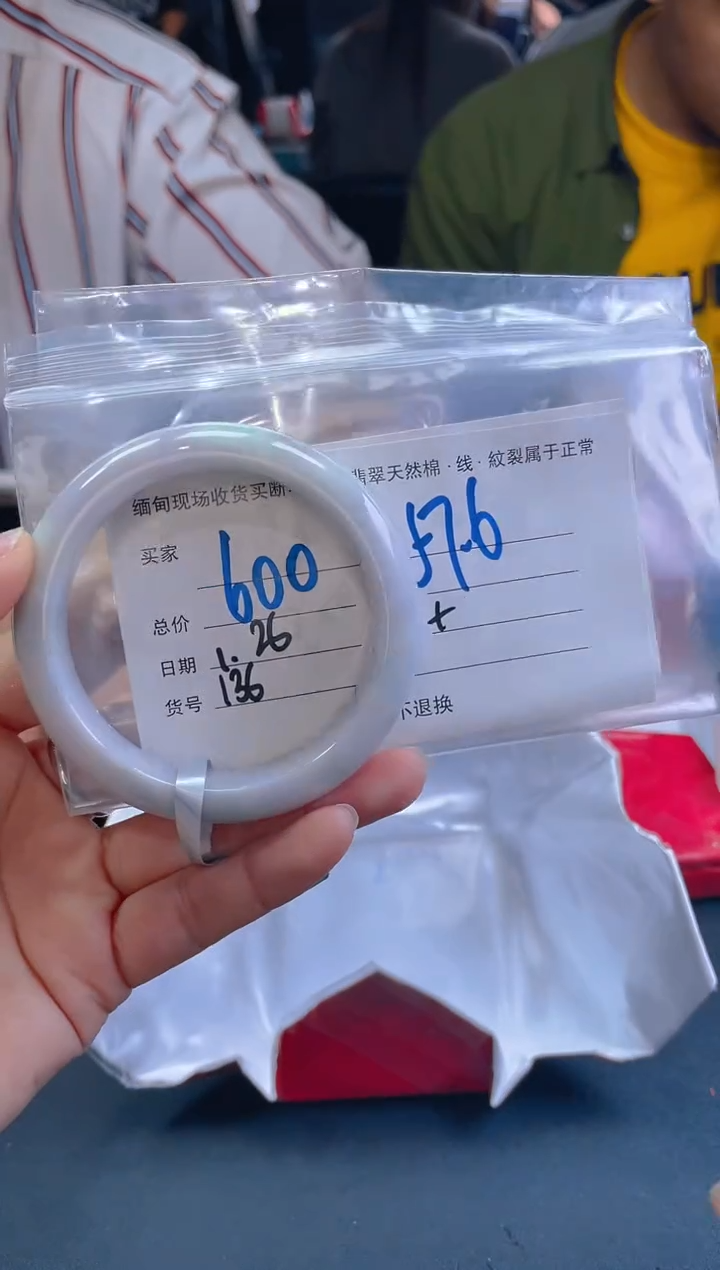 缅甸现场收货买断.
翡翠天然棉·线·紋裂属于正常
买家
600
57.6
总价
日期 1.26
货号 136
+
不退换